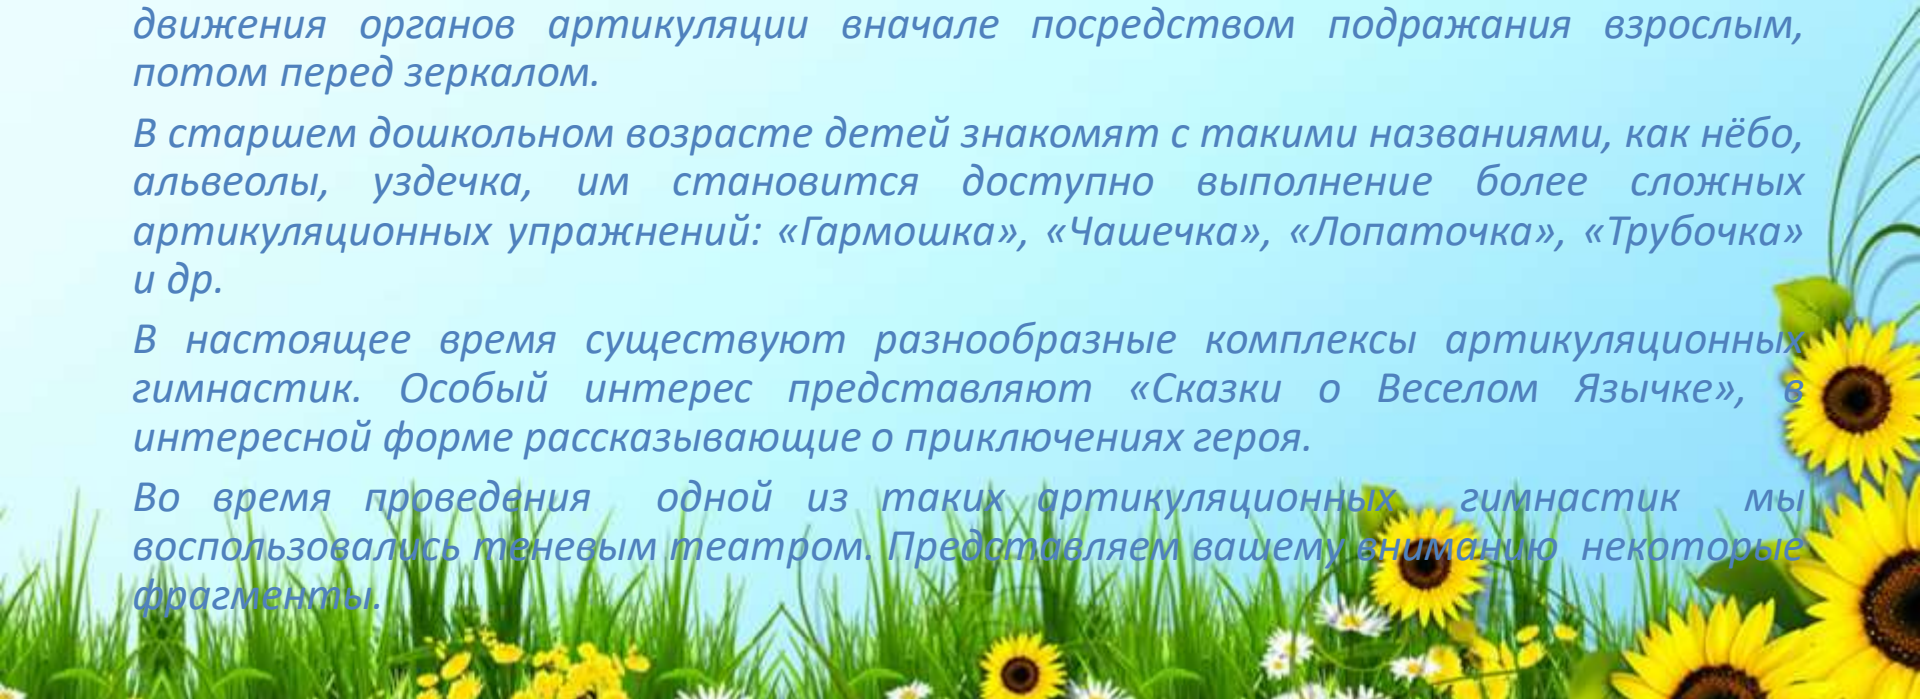 движения органов артикуляции вначале посредством подражания взрослым,
потом перед зеркалом.
В старшем дошкольном возрасте детей знакомят с такими названиями, как нёбо,
альвеолы, уздечка, им становится доступно выполнение более сложных
артикуляционных упражнений: «Гармошка», «Чашечка», «Лопаточка», «Трубочка»
и др.
В настоящее время существуют разнообразные комплексы артикуляционных
гимнастик. Особый интерес представляют «Сказки о Веселом Язычке», в
интересной форме рассказывающие о приключениях героя.
Во время проведения одной из таких артикуляционных гимнастик мы
воспользовались теневым театром. Представляем вашему вниманию некоторые
фрагменты.